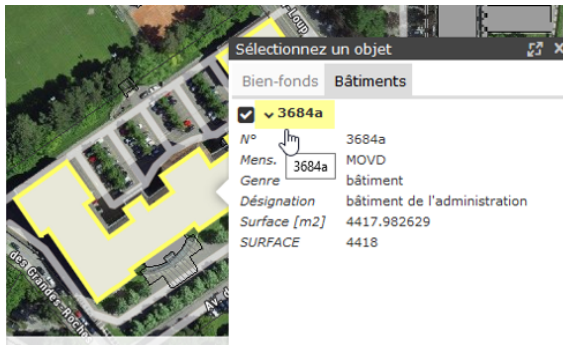 Loup
Sélectionnez un objet
Bien-fonds Bâtiments
3684a
N° 3684a
3684a
Mens. MOVD
Genre bâtiment
Désignation bâtiment de l'administration
Surface [m2] 4417.982629
SURFACE 4418
des Grandes-Roches
Av. d